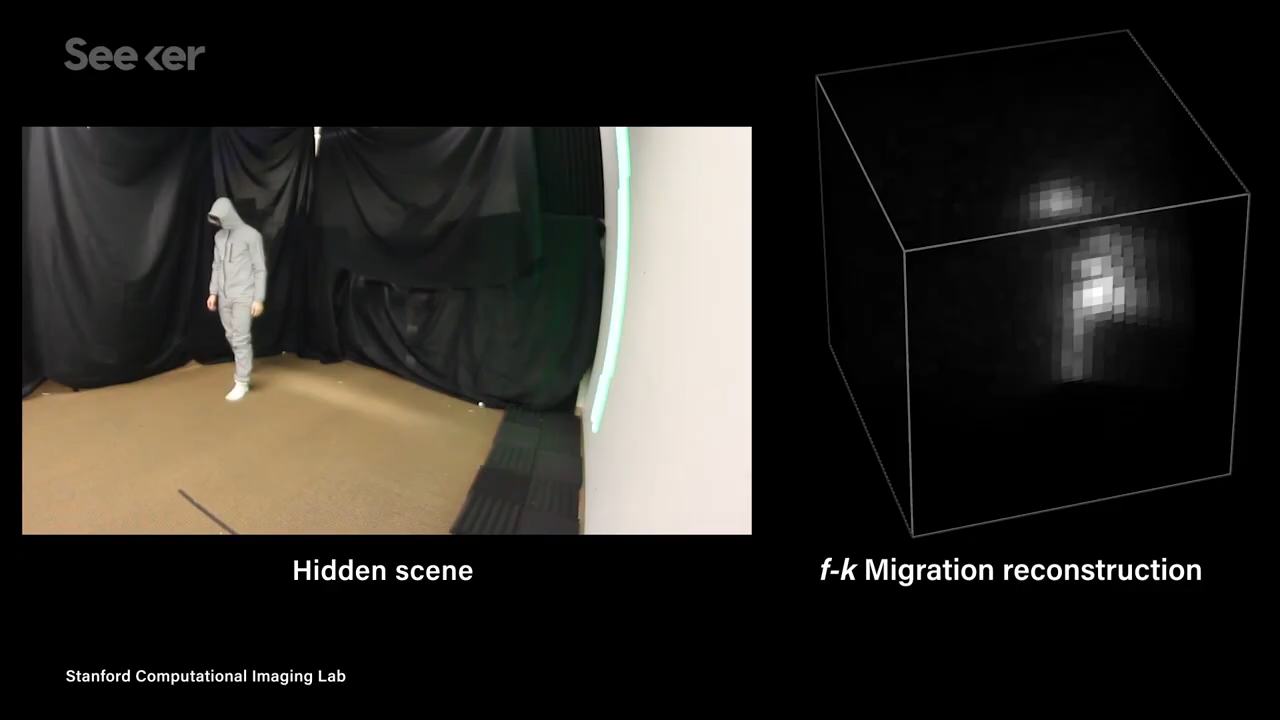 Seeker
Hidden scene
f-k Migration reconstruction
Stanford Computational Imaging Lab